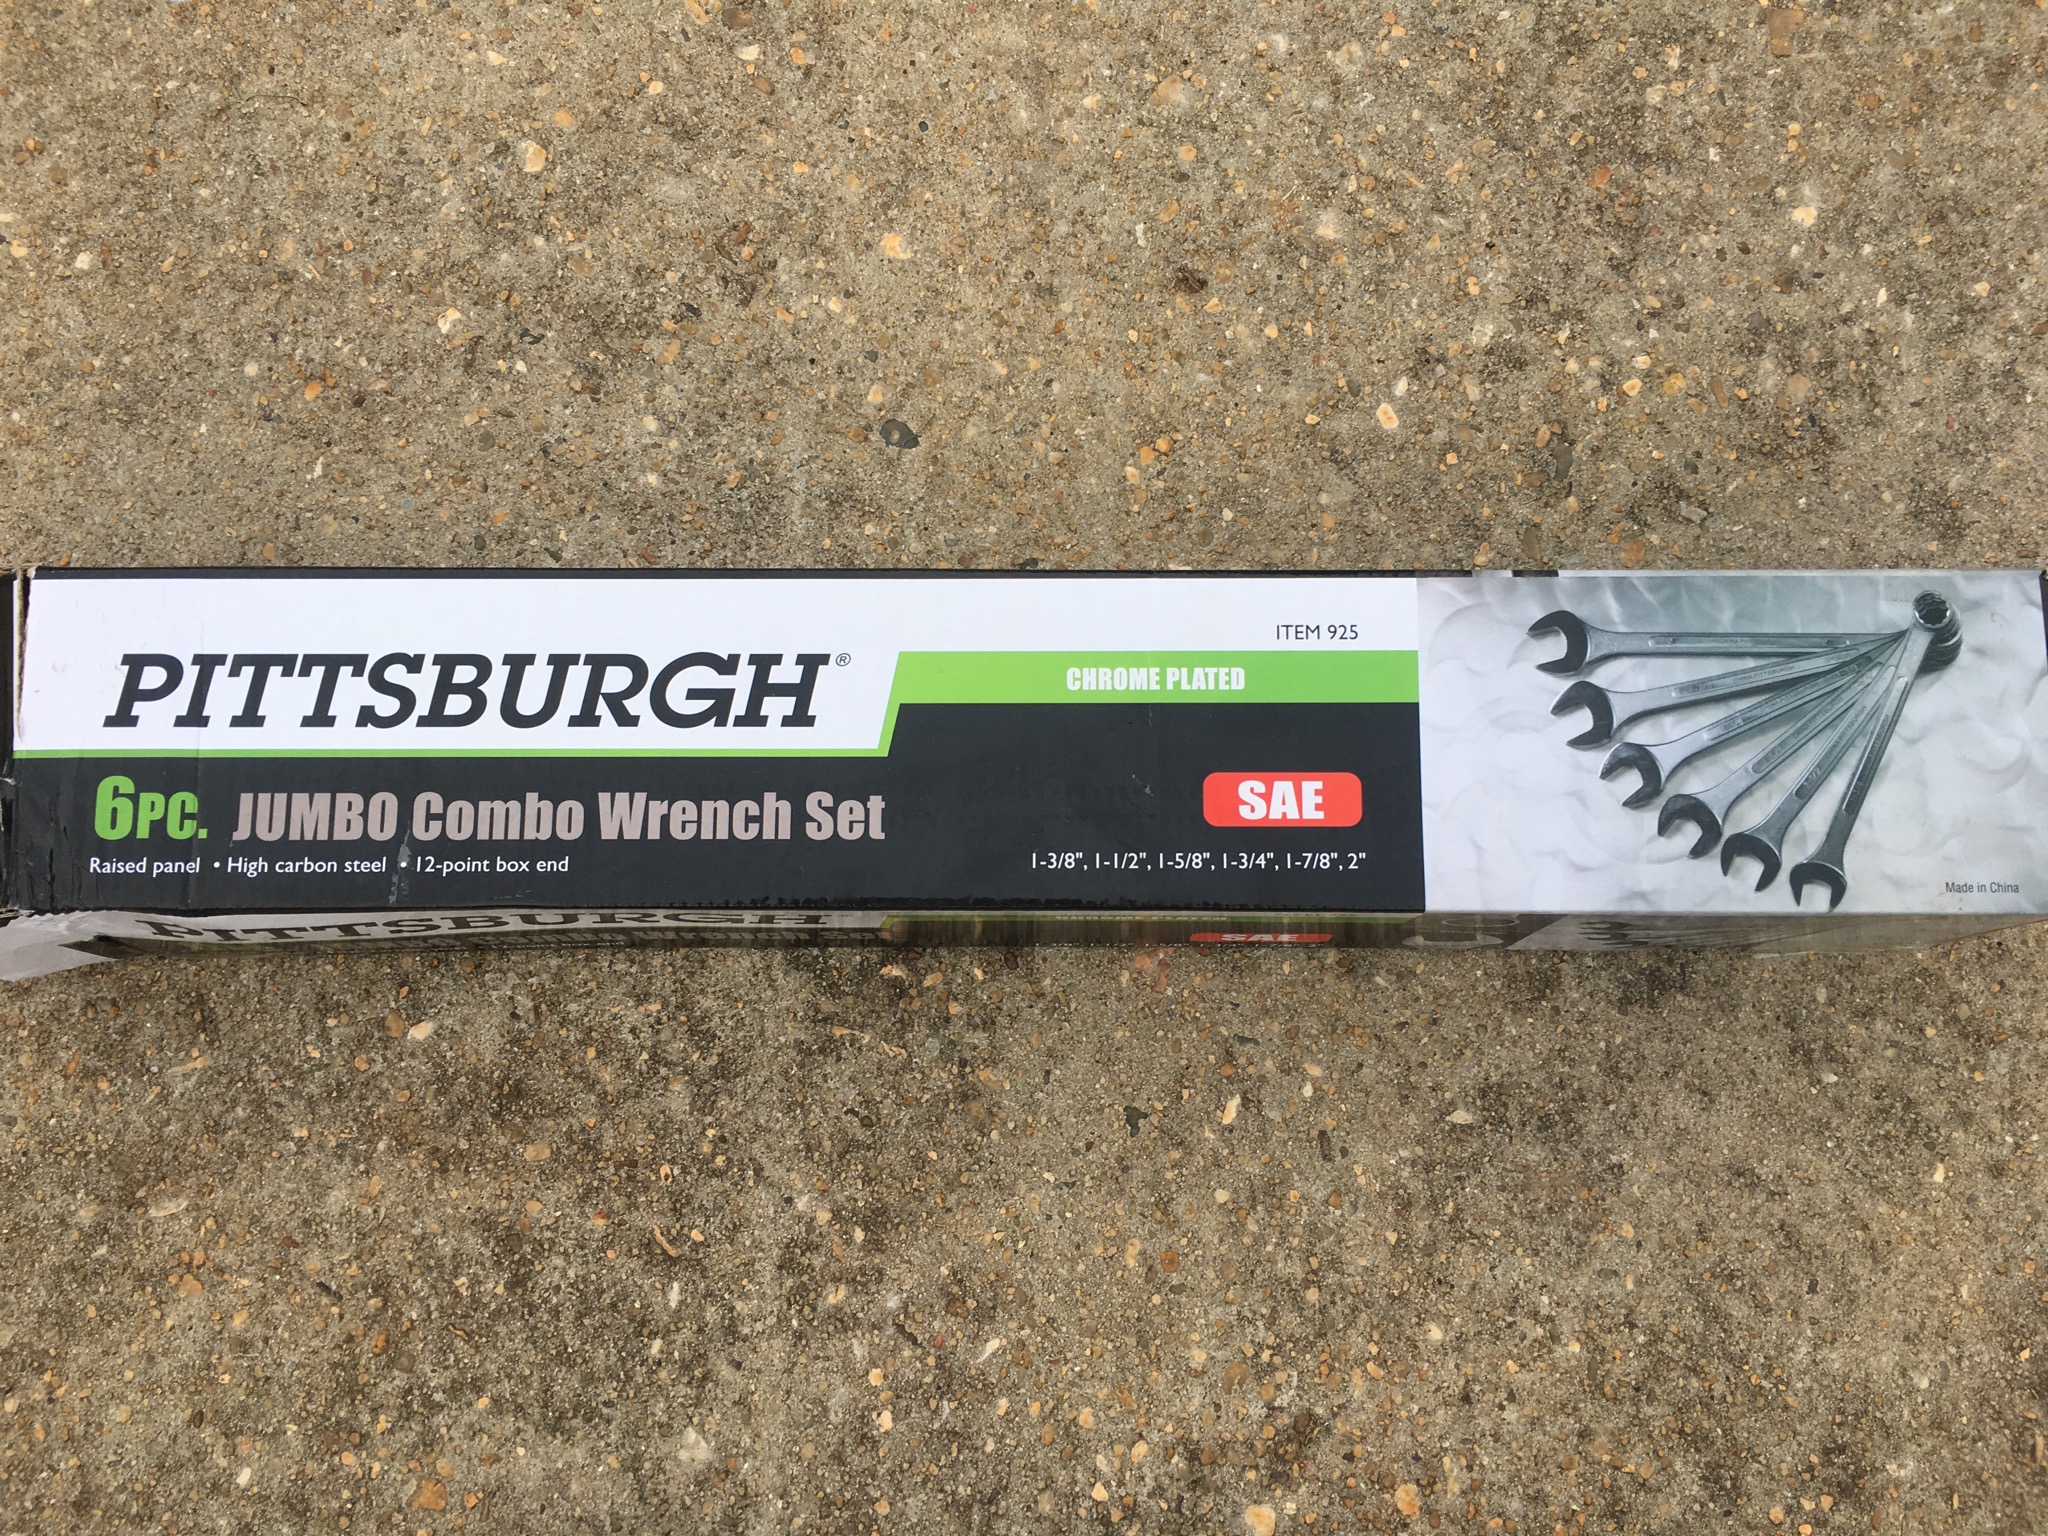 ITEM 925
PITTSBURGH®
CHROME PLATED
6PC. JUMBO Combo Wrench Set
SAE
Raised panel • High carbon steel • 12-point box end
1-3/8", 1-1/2", 1-5/8", 1-3/4", 1-7/8", 2"
Made in China
PITTSBURGH
CHROME PLATED
SAE